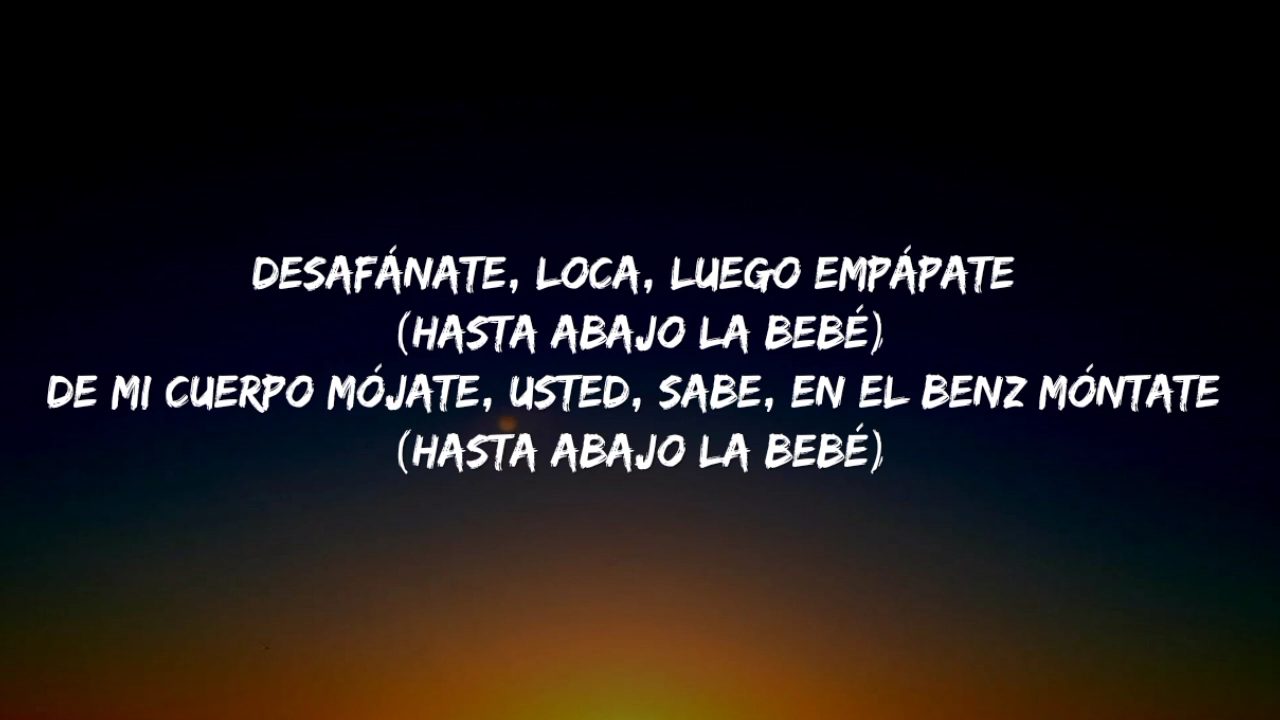 DESAFÁNATE, LOCA, LUEGO EMPÁPATE
(HASTA ABAJO LA BEBÉ)
DE MI CUERPO MÓJATE, USTED, SABE, EN EL BENZ MÓNTATE
(HASTA ABAJO LA BEBÉ)